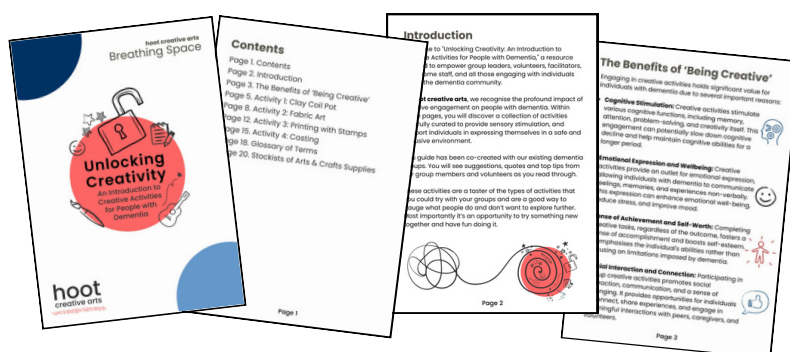 hoot creative arts
Breathing Space
Unlocking
Creativity
An Introduction to
Creative Activities
for People with
Dementia
hoot
creative arts
Contents
Page 1. Contents
Page 2. Introduction
Page 3. The Benefits of 'Being Creative'
Page 5. Activity 1: Clay Coil Pot
Page 8. Activity 2: Fabric Art
Page 12. Activity 3: Printing with Stamps
Page 15. Activity 4: Casting
Page 18. Glossary of Terms
Page 20. Stockists of Arts & Crafts Supplies
Page 1
Introduction
to "Unlocking Creativity: An Introduction to
Activities for People with Dementia," a resource
to empower group leaders, volunteers, facilitators,
staff, and all those engaging with individuals
the dementia community.
creative arts, we recognise the profound impact of
engagement on people with dementia. Within
pages, you will discover a collection of activities
curated to provide sensory stimulation, and
individuals in expressing themselves in a safe and
environment.
guide has been co-created with our existing dementia
You will see suggestions, quotes and top tips from
group members and volunteers as you read through.
activities are a taster of the types of activities that
could try with your groups and are a good way to
what people do and don't want to explore further.
importantly it's an opportunity to try something new
together and have fun doing it.
Page 2
The Benefits of 'Being Creative'
Engaging in creative activities holds significant value for
individuals with dementia due to several important reasons:
Cognitive Stimulation: Creative activities stimulate
various cognitive functions, including memory,
attention, problem-solving, and creativity itself. This
engagement can potentially slow down cognitive
decline and help maintain cognitive abilities for a
longer period.
Emotional Expression and Wellbeing: Creative
activities provide an outlet for emotional expression,
allowing individuals with dementia to communicate
feelings, memories, and experiences non-verbally.
This expression can enhance emotional well-being,
reduce stress, and improve mood.
Sense of Achievement and Self-Worth: Completing
creative tasks, regardless of the outcome, fosters a
sense of accomplishment and boosts self-esteem.
emphasises the individual's abilities rather than
focusing on limitations imposed by dementia.
Interaction and Connection: Participating in
creative activities promotes social
communication, and a sense of
It provides opportunities for individuals
connect, share experiences, and engage in
interactions with peers, caregivers, and
volunteers.
Page 3